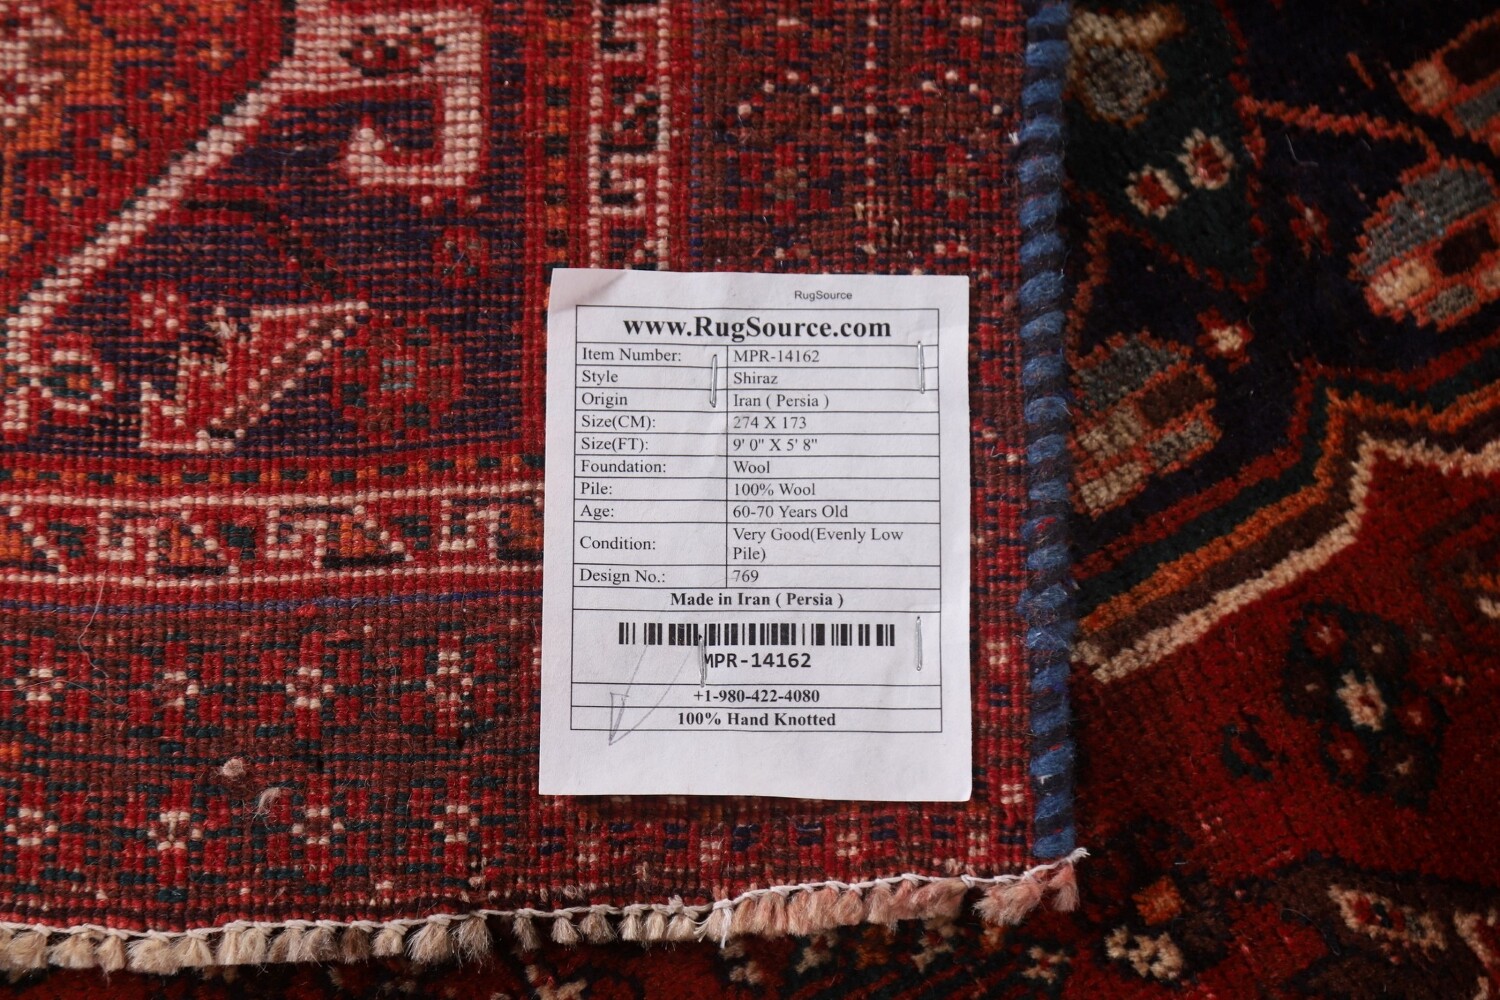 RugSource
www.RugSource.com
Item Number: MPR-14162
Style Shiraz
Origin Iran ( Persia )
Size(CM): 274 X 173
Size(FT): 9' 0" X 5' 8"
Foundation: Wool
Pile: 100% Wool
Age: 60-70 Years Old
Condition: Very Good(Evenly Low
Pile)
Design No.: 769
Made in Iran ( Persia )
MPR-14162
+1-980-422-4080
100% Hand Knotted